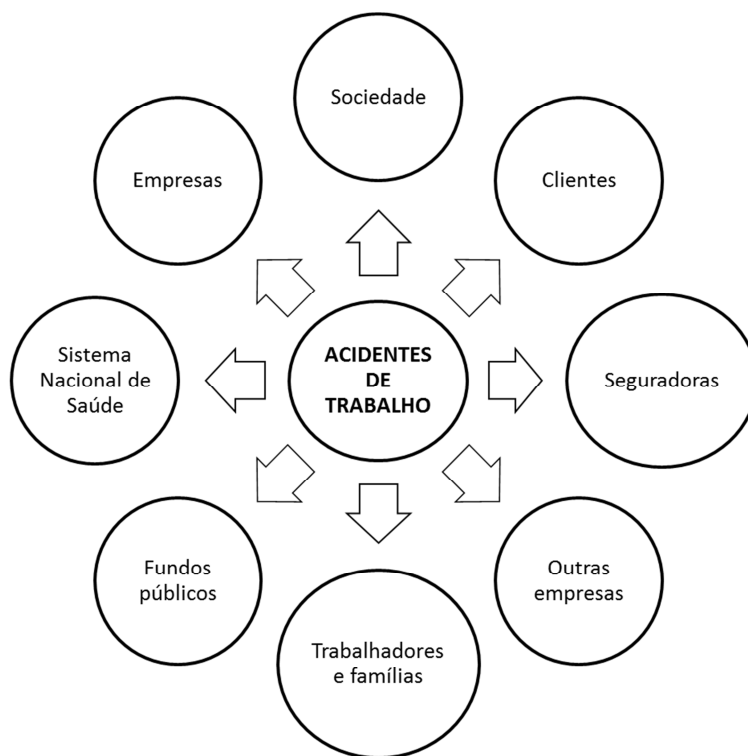 Sociedade
Empresas
Clientes
Sistema
Nacional de
Saúde
ACIDENTES
DE
TRABALHO
Seguradoras
Fundos
públicos
Outras
empresas
Trabalhadores
e famílias